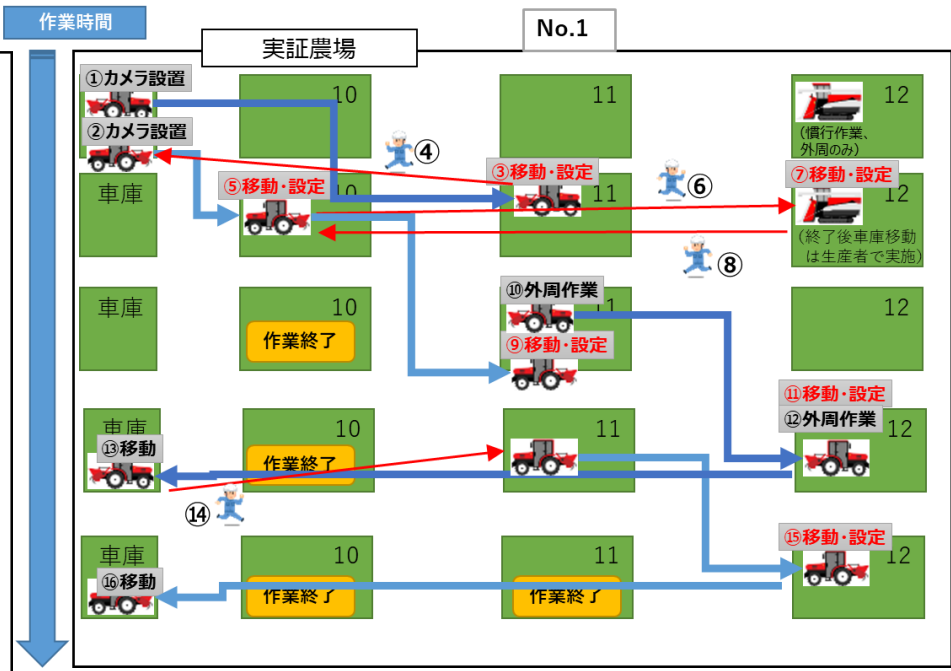 作業時間
No.1
実証農場
①カメラ設置
10
11
12
②カメラ設置
④
(慣行作業、
外周のみ)
車庫
⑤移動・設定
10
③移動・設定
11
⑥
⑦移動・設定
12
(終了後車庫移動
は生産者で実施)
⑧
車庫
10
作業終了
⑩外周作業
11
⑨移動・設定
12
⑪移動・設定
⑫外周作業
12
車庫
⑬移動
10
作業終了
11
⑭
車庫
⑯移動
10
作業終了
11
作業終了
⑮移動・設定
12